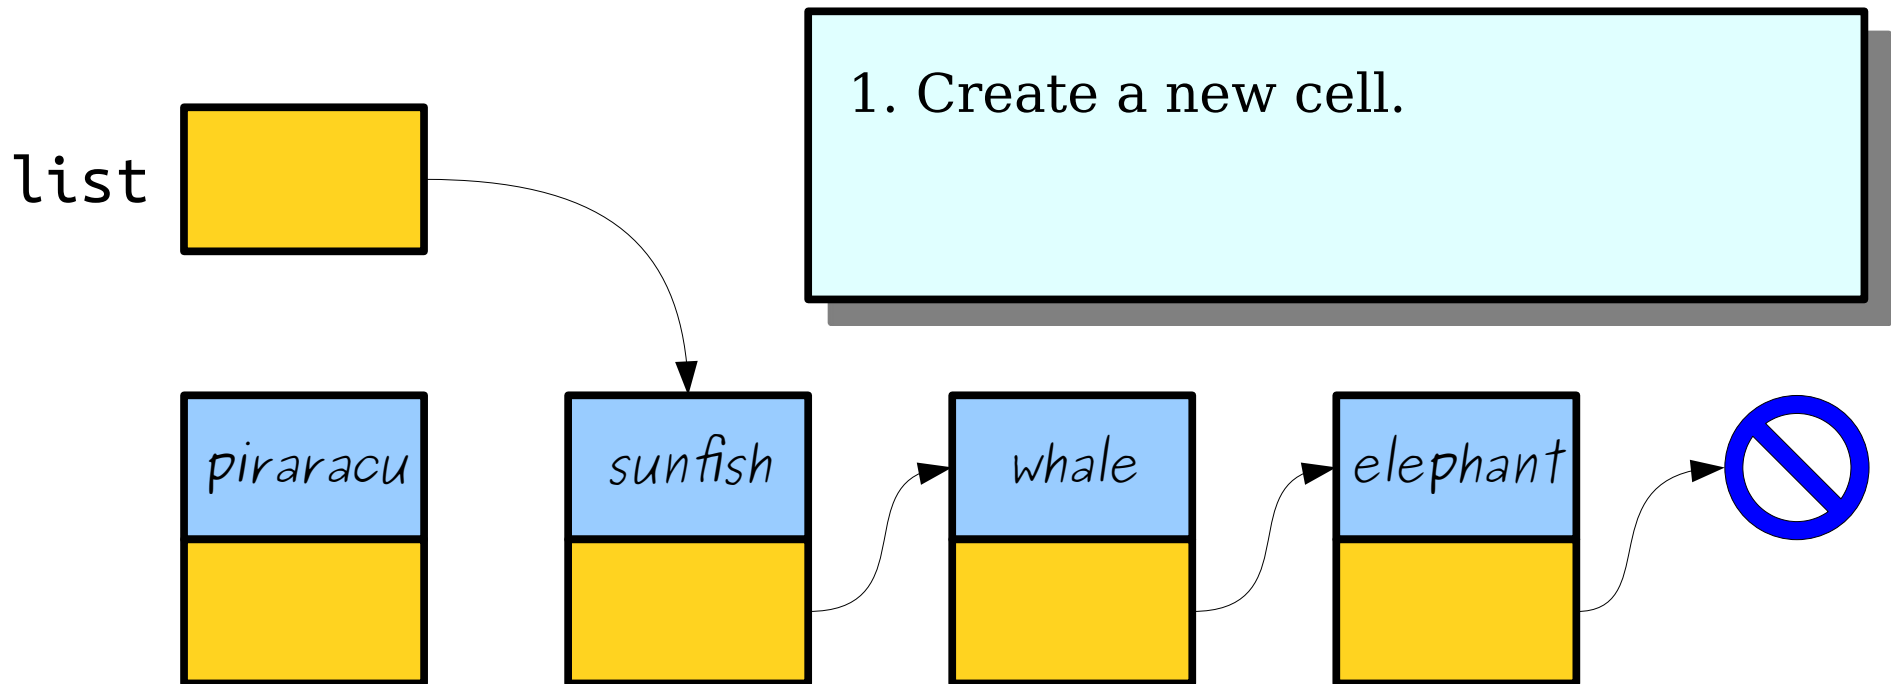 1. Create a new cell.
list
piraracu
sunfish
whale
elephant